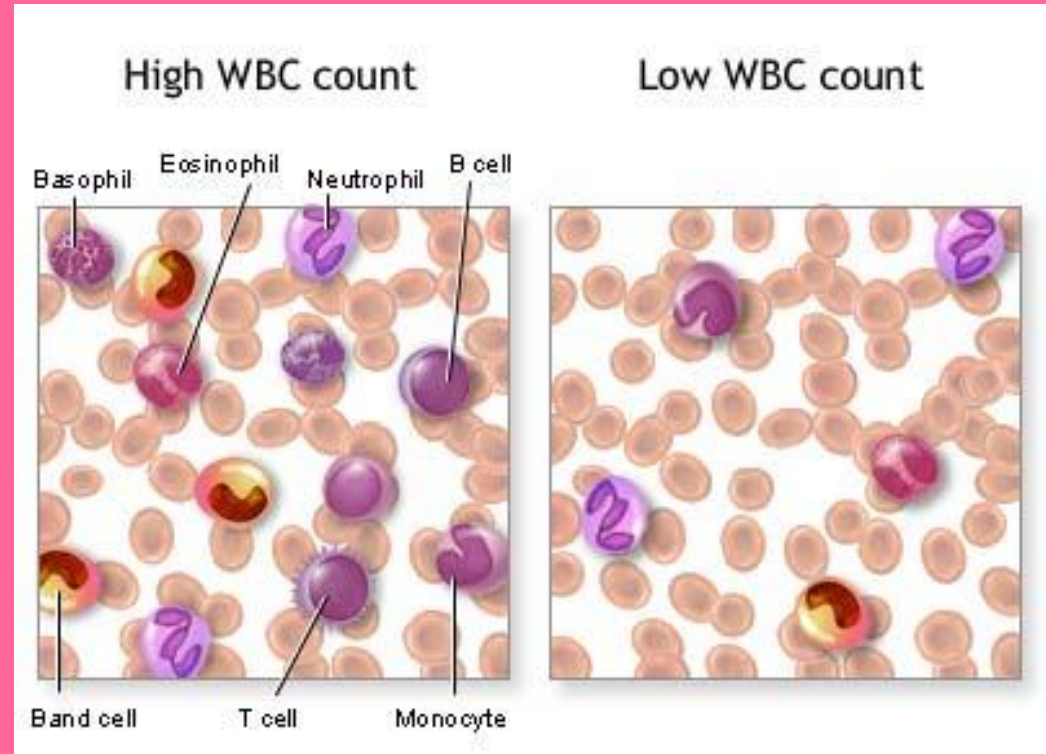 High WBC count
Low WBC count
Basophil
Eosinophil
Neutrophil
B cell
Band cell
T cell
Monocyte